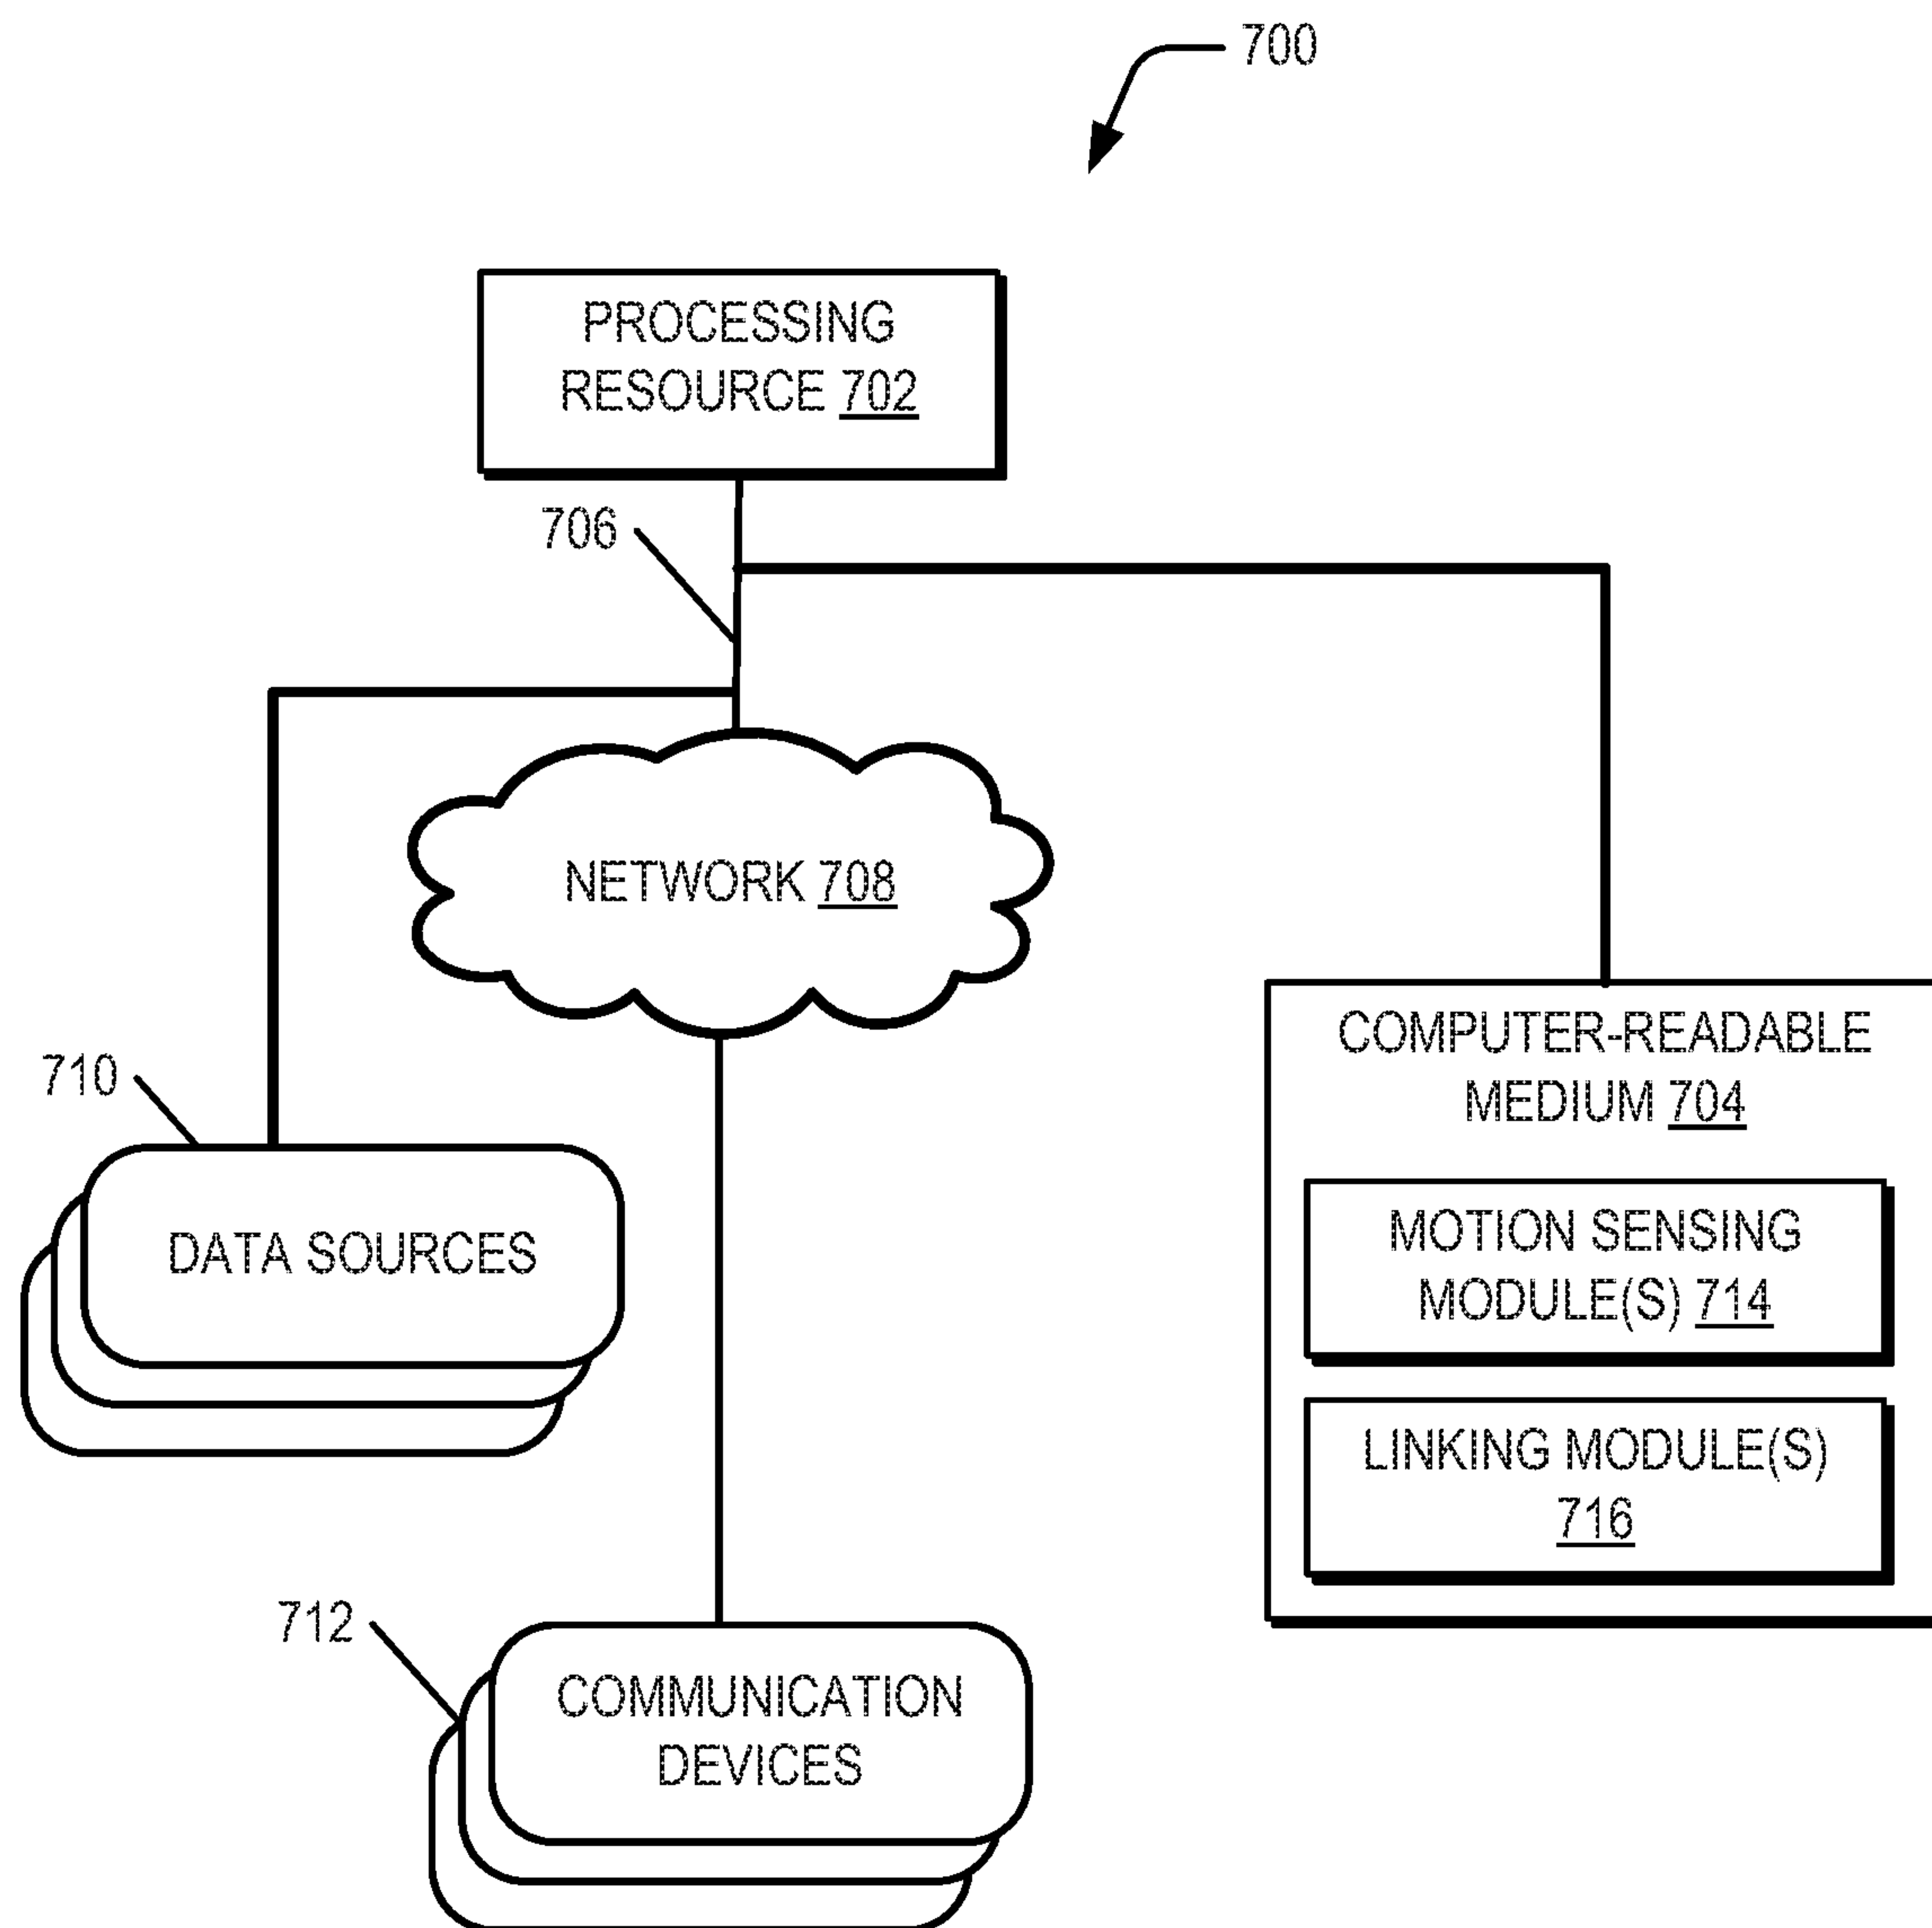 700
PROCESSING
RESOURCE 702
706
NETWORK 708
710
DATA SOURCES
COMPUTER-READABLE
MEDIUM 704
MOTION SENSING
MODULE(S) 714
LINKING MODULE(S)
716
712
COMMUNICATION
DEVICES